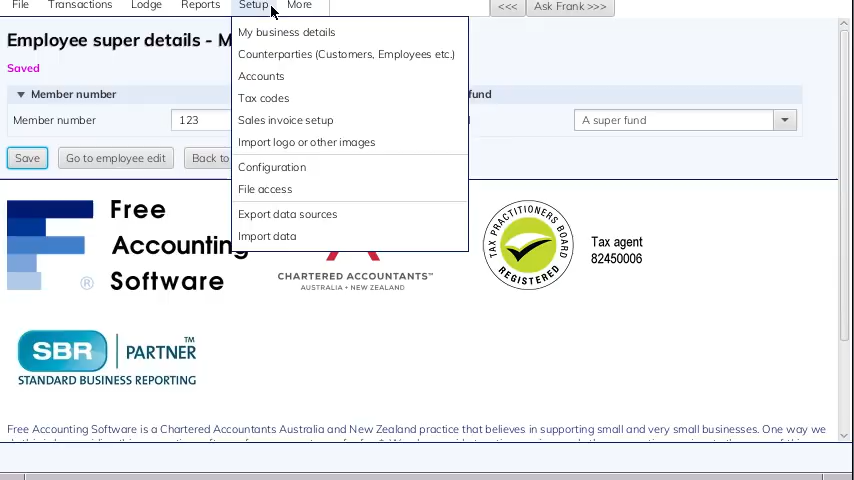 File Transactions Lodge Reports Setup More <<< Ask Frank >>>
Employee super details - M
Saved
My business details
Counterparties (Customers, Employees etc.)
Accounts
Tax codes
Sales invoice setup
Import logo or other images
Configuration
File access
Export data sources
Import data
Member number
fund
Member number 123
A super fund
Save Go to employee edit Back to
Free
Accounting
Software
®
CHARTERED ACCOUNTANTS™
AUSTRALIA • NEW ZEALAND
TAX PRACTITIONERS BOARD
REGISTERED
Tax agent
82450006
SBR PARTNER™
STANDARD BUSINESS REPORTING
Free Accounting Software is a Chartered Accountants Australia and New Zealand practice that believes in supporting small and very small businesses. One way we